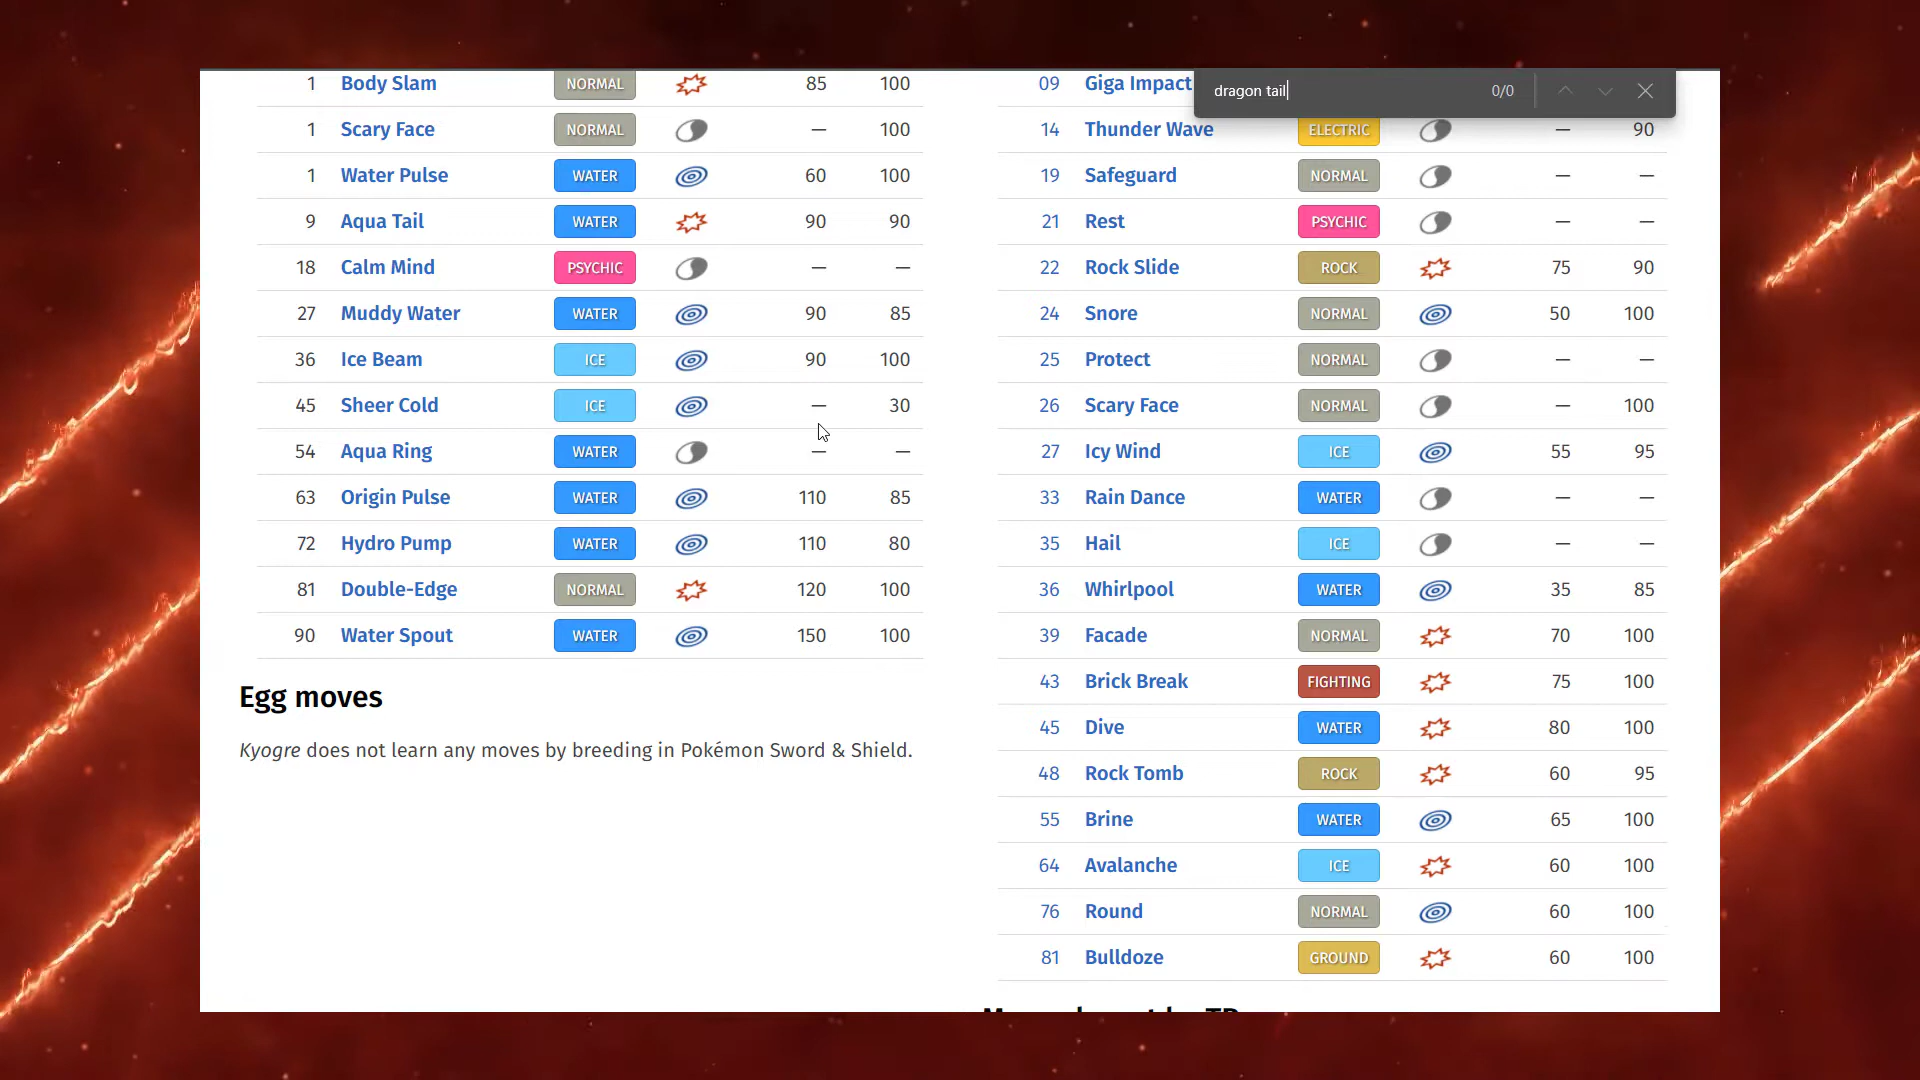 dragon tail 0/0
1 Body Slam NORMAL 85 100
1 Scary Face NORMAL — 100
1 Water Pulse WATER 60 100
9 Aqua Tail WATER 90 90
18 Calm Mind PSYCHIC — —
27 Muddy Water WATER 90 85
36 Ice Beam ICE 90 100
45 Sheer Cold ICE — 30
54 Aqua Ring WATER — —
63 Origin Pulse WATER 110 85
72 Hydro Pump WATER 110 80
81 Double-Edge NORMAL 120 100
90 Water Spout WATER 150 100
Egg moves
Kyogre does not learn any moves by breeding in Pokémon Sword & Shield.
09 Giga Impact
14 Thunder Wave ELECTRIC — 90
19 Safeguard NORMAL — —
21 Rest PSYCHIC — —
22 Rock Slide ROCK 75 90
24 Snore NORMAL 50 100
25 Protect NORMAL — —
26 Scary Face NORMAL — 100
27 Icy Wind ICE 55 95
33 Rain Dance WATER — —
35 Hail ICE — —
36 Whirlpool WATER 35 85
39 Facade NORMAL 70 100
43 Brick Break FIGHTING 75 100
45 Dive WATER 80 100
48 Rock Tomb ROCK 60 95
55 Brine WATER 65 100
64 Avalanche ICE 60 100
76 Round NORMAL 60 100
81 Bulldoze GROUND 60 100